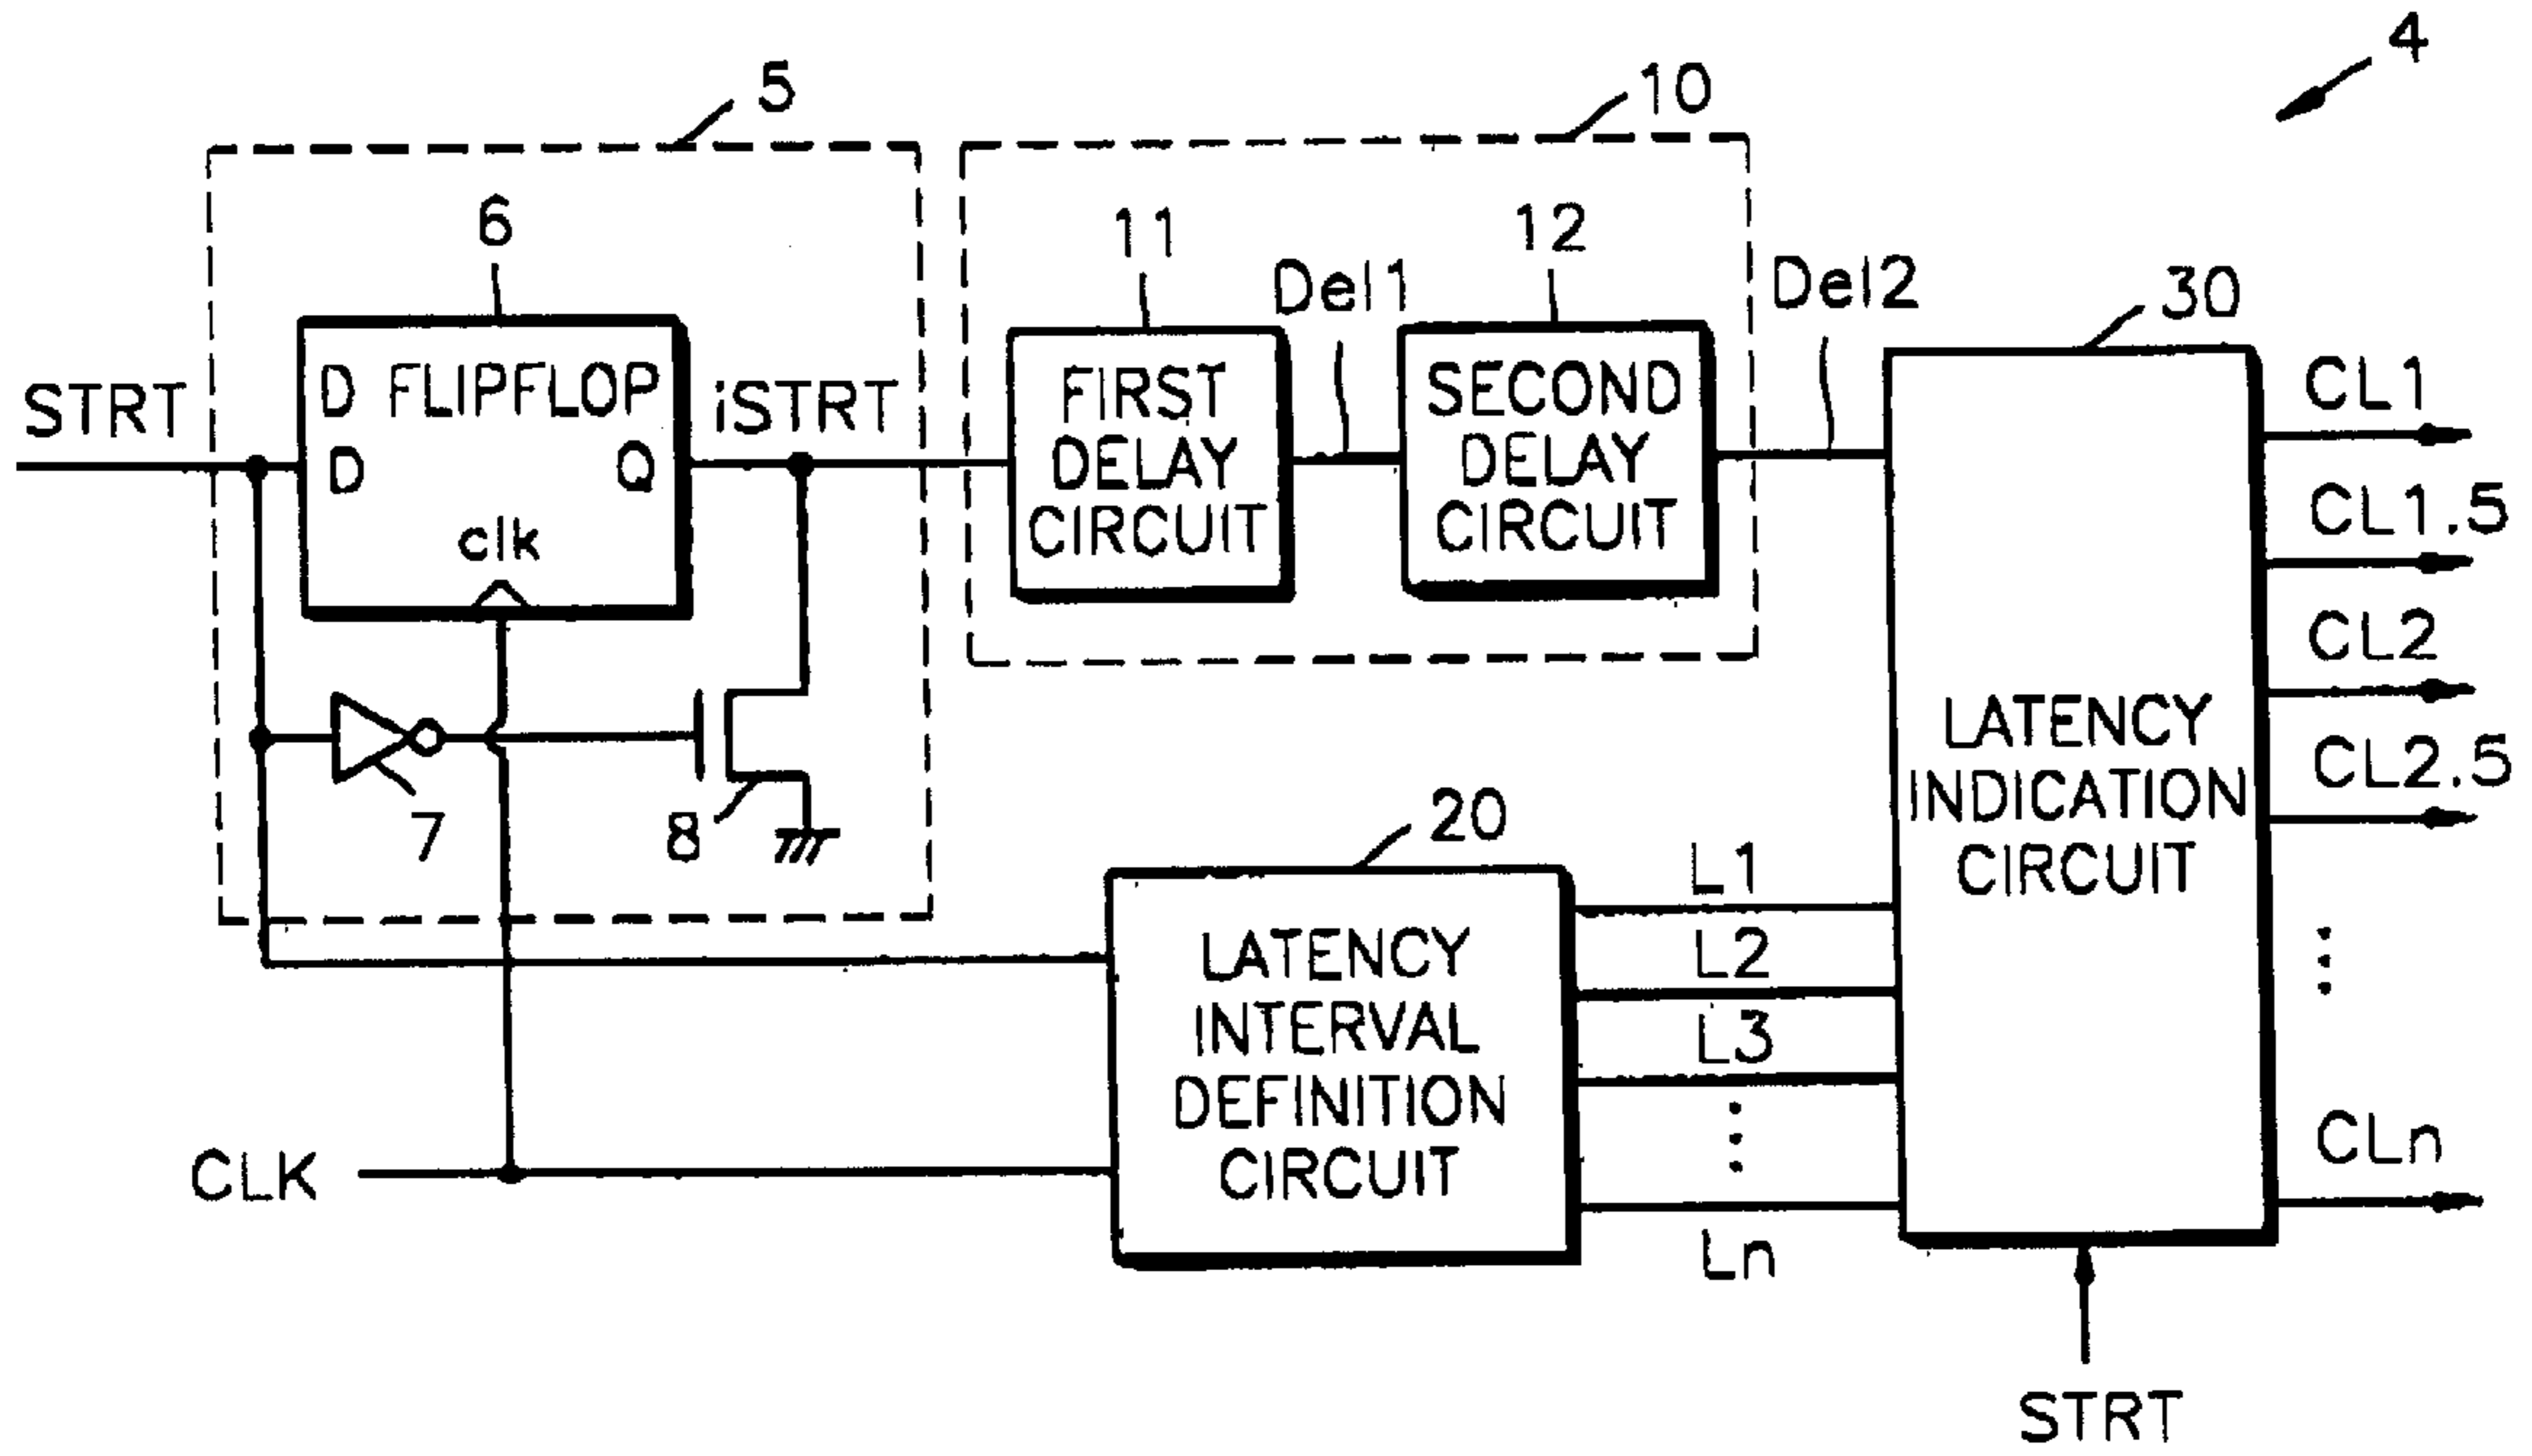 4
5
10
6
11
12
Del1
Del2
30
STRT
D FLIPFLOP
D
Q
clk
iSTRT
FIRST
DELAY
CIRCUIT
SECOND
DELAY
CIRCUIT
CL1
CL1.5
CL2
CL2.5
CLn
LATENCY
INDICATION
CIRCUIT
7
8
20
LATENCY
INTERVAL
DEFINITION
CIRCUIT
L1
L2
L3
Ln
CLK
STRT